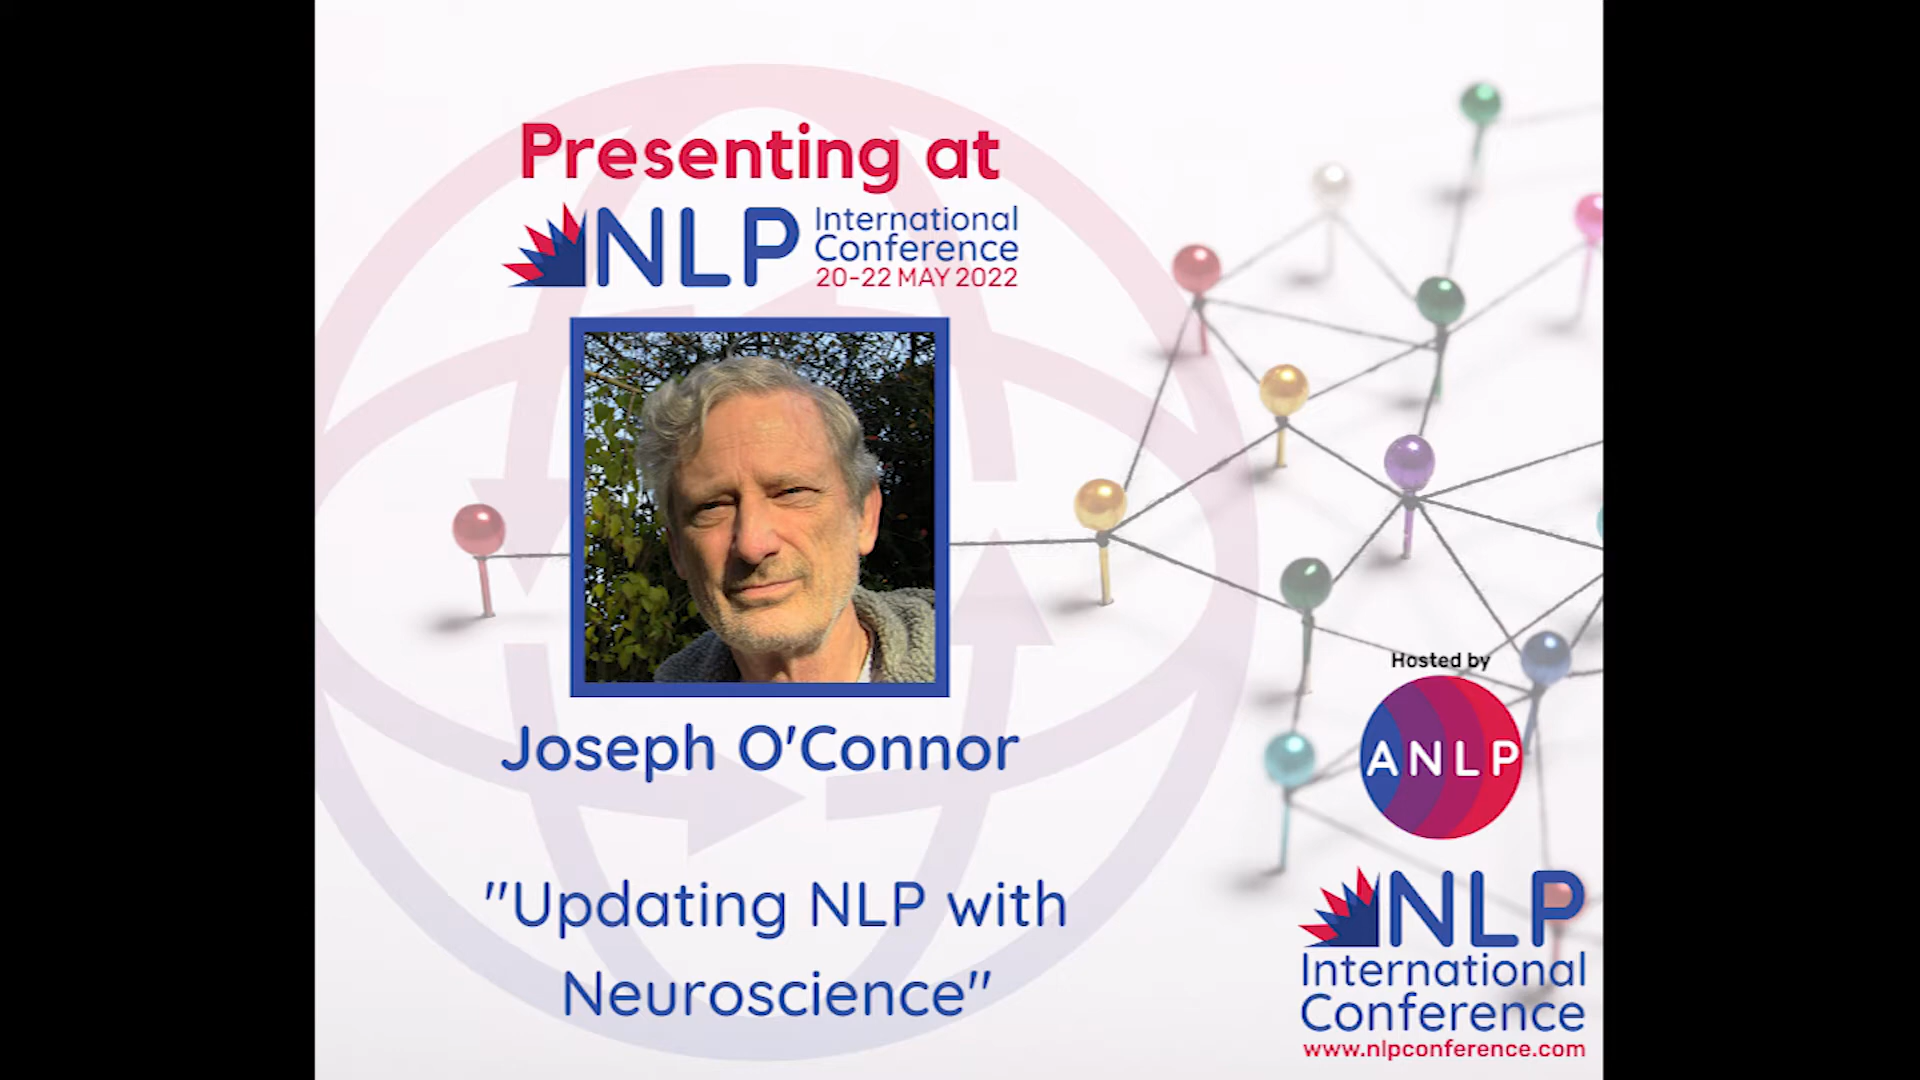 Presenting at
NLP
International
Conference
20-22 MAY 2022
Joseph O'Connor
"Updating NLP with
Neuroscience"
Hosted by
ANLP
NLP
International
Conference
www.nlpconference.com